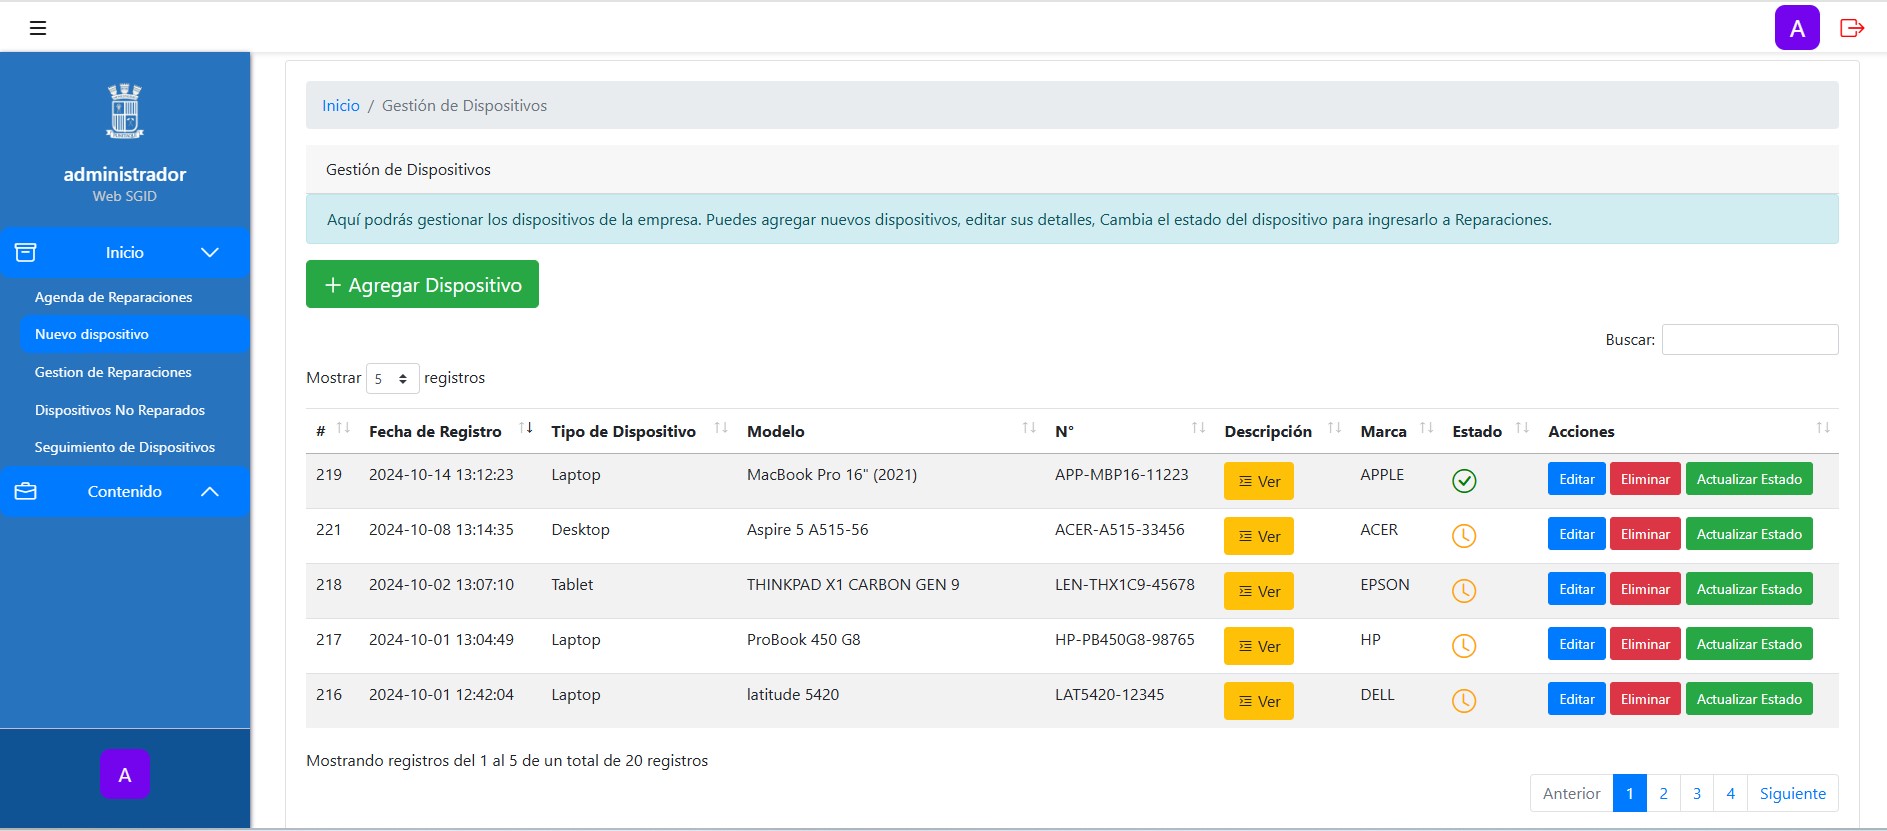 A
administrador
Web SGID
Inicio
Agenda de Reparaciones
Nuevo dispositivo
Gestion de Reparaciones
Dispositivos No Reparados
Seguimiento de Dispositivos
Contenido
A
Inicio / Gestión de Dispositivos
Gestión de Dispositivos
Aquí podrás gestionar los dispositivos de la empresa. Puedes agregar nuevos dispositivos, editar sus detalles, Cambia el estado del dispositivo para ingresarlo a Reparaciones.
+ Agregar Dispositivo
Buscar:
Mostrar 5 registros
# Fecha de Registro Tipo de Dispositivo Modelo N° Descripción Marca Estado Acciones
219 2024-10-14 13:12:23 Laptop MacBook Pro 16" (2021) APP-MBP16-11223 Ver APPLE Editar Eliminar Actualizar Estado
221 2024-10-08 13:14:35 Desktop Aspire 5 A515-56 ACER-A515-33456 Ver ACER Editar Eliminar Actualizar Estado
218 2024-10-02 13:07:10 Tablet THINKPAD X1 CARBON GEN 9 LEN-THX1C9-45678 Ver EPSON Editar Eliminar Actualizar Estado
217 2024-10-01 13:04:49 Laptop ProBook 450 G8 HP-PB450G8-98765 Ver HP Editar Eliminar Actualizar Estado
216 2024-10-01 12:42:04 Laptop latitude 5420 LAT5420-12345 Ver DELL Editar Eliminar Actualizar Estado
Mostrando registros del 1 al 5 de un total de 20 registros
Anterior 1 2 3 4 Siguiente